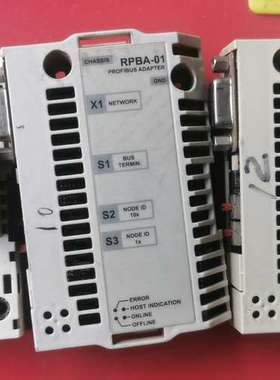 CHASSIS RPBA-01
PROFIBUS ADAPTER
GND
X1 NETWORK
S1 BUS
TERMIN.
S2 NODE ID
10x
S3 NODE ID
1x
ERROR
HOST INDICATION
ONLINE
OFFLINE